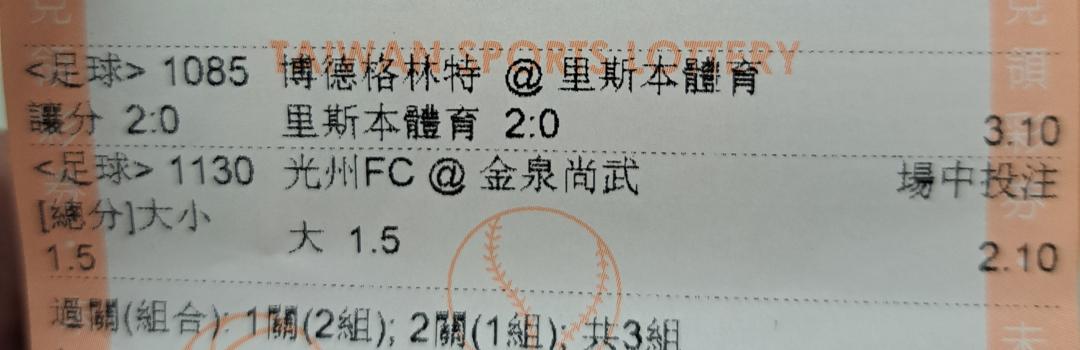 TAIWAN SPORTS LOTTERY
<足球> 1085 博德格林特 @ 里斯本體育
讓分 2:0 里斯本體育 2:0 3.10
<足球> 1130 光州FC @ 金泉尚武 場中投注
[總分]大小
1.5 大 1.5 2.10
過關(組合): 1關(2組); 2關(1組); 共3組